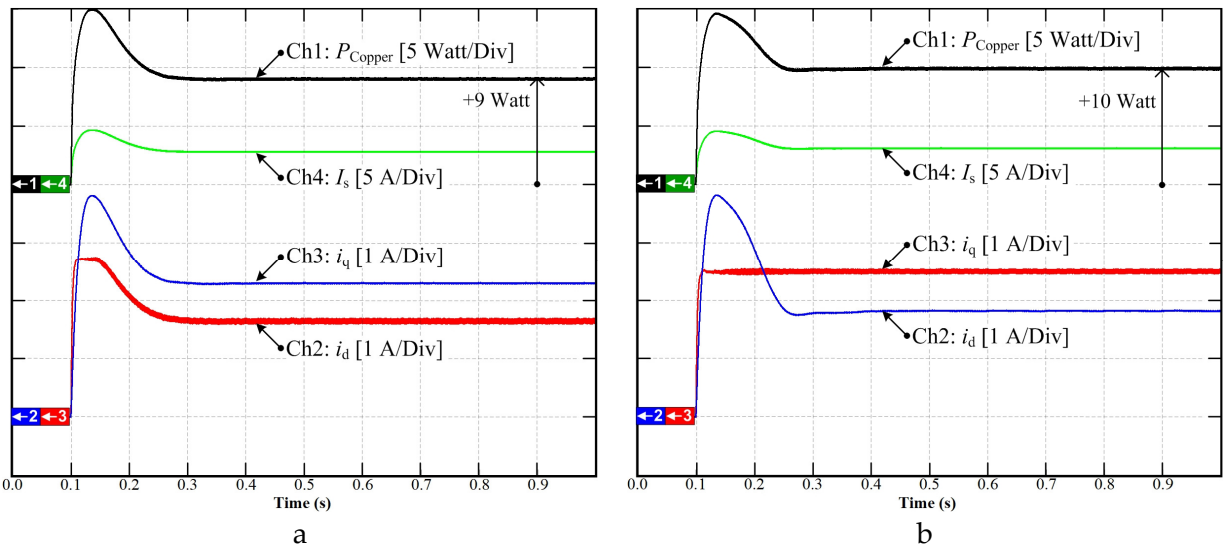 Ch1: P_Copper [5 Watt/Div]
+9 Watt
Ch4: I_s [5 A/Div]
1 4
Ch3: i_q [1 A/Div]
Ch2: i_d [1 A/Div]
2 3
0.0 0.1 0.2 0.3 0.4 0.5 0.6 0.7 0.8 0.9
Time (s)
a
Ch1: P_Copper [5 Watt/Div]
+10 Watt
Ch4: I_s [5 A/Div]
1 4
Ch3: i_q [1 A/Div]
Ch2: i_d [1 A/Div]
2 3
0.0 0.1 0.2 0.3 0.4 0.5 0.6 0.7 0.8 0.9
Time (s)
b